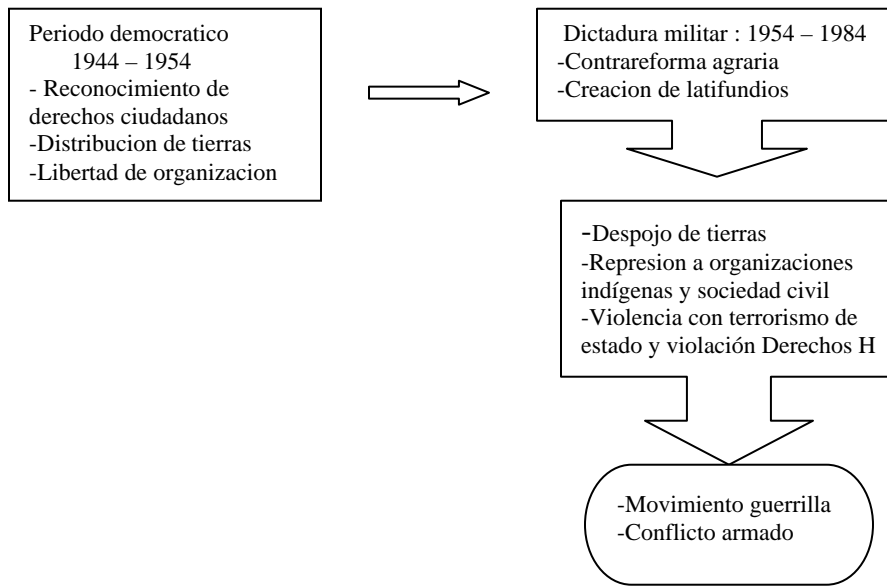 Periodo democratico
1944 – 1954
- Reconocimiento de
derechos ciudadanos
-Distribucion de tierras
-Libertad de organizacion
Dictadura militar : 1954 – 1984
-Contrareforma agraria
-Creacion de latifundios
-Despojo de tierras
-Represion a organizaciones
indígenas y sociedad civil
-Violencia con terrorismo de
estado y violación Derechos H
-Movimiento guerrilla
-Conflicto armado